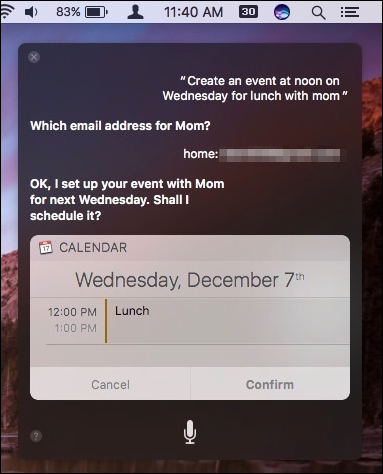 83% 11:40 AM 30
“Create an event at noon on
Wednesday for lunch with mom”
Which email address for Mom?
home:
OK, I set up your event with Mom
for next Wednesday. Shall I
schedule it?
17 CALENDAR
Wednesday, December 7th
12:00 PM Lunch
1:00 PM
Cancel Confirm
?